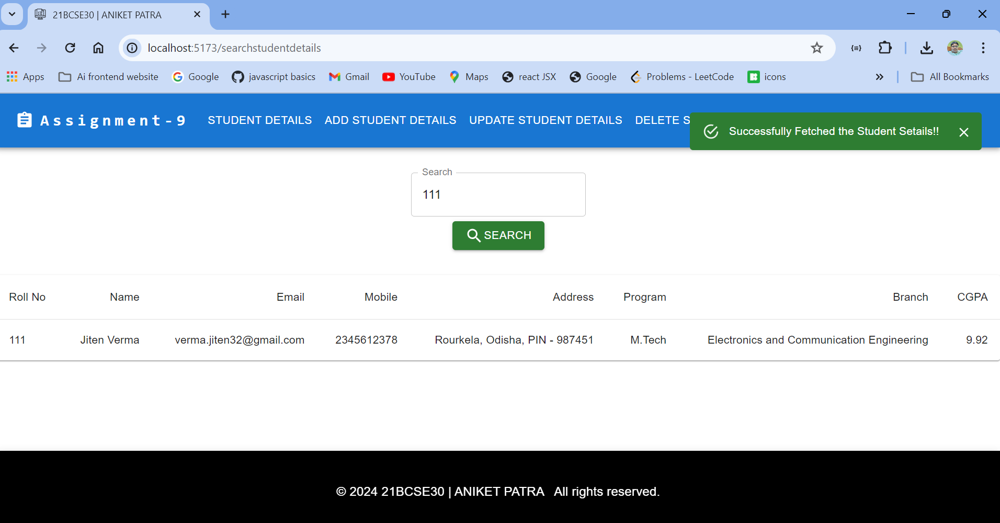 21BCSE30 | ANIKET PATRA
localhost:5173/searchstudentdetails
Apps Ai frontend website Google javascript basics Gmail YouTube Maps react JSX Google Problems - LeetCode icons » All Bookmarks
Assignment-9 STUDENT DETAILS ADD STUDENT DETAILS UPDATE STUDENT DETAILS DELETE S
Successfully Fetched the Student Setails!!
Search
111
SEARCH
Roll No Name Email Mobile Address Program Branch CGPA
111 Jiten Verma verma.jiten32@gmail.com 2345612378 Rourkela, Odisha, PIN - 987451 M.Tech Electronics and Communication Engineering 9.92
© 2024 21BCSE30 | ANIKET PATRA All rights reserved.